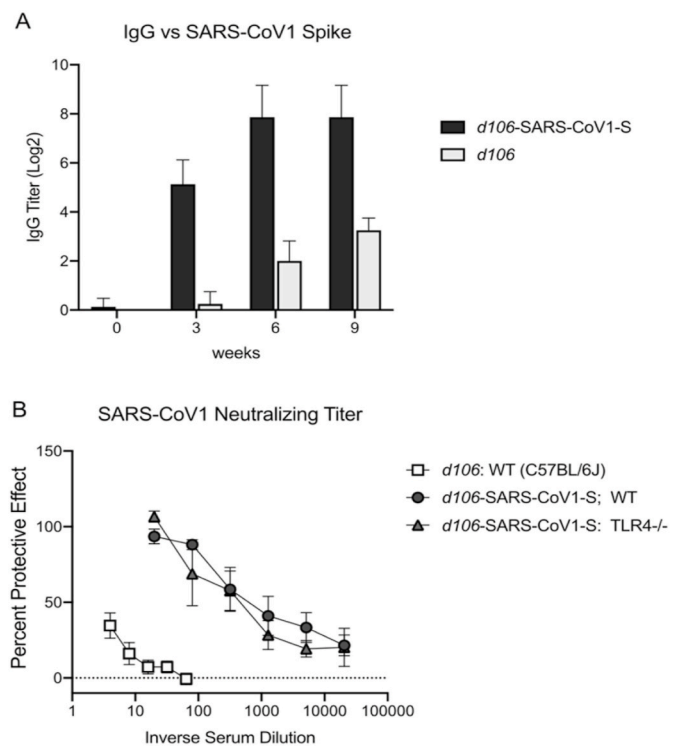 A
IgG vs SARS-CoV1 Spike
IgG Titer (Log2)
10
8
6
4
2
0
0 3 6 9
weeks
d106-SARS-CoV1-S
d106
B
SARS-CoV1 Neutralizing Titer
Percent Protective Effect
150
100
50
0
1 10 100 1000 10000 100000
Inverse Serum Dilution
d106: WT (C57BL/6J)
d106-SARS-CoV1-S; WT
d106-SARS-CoV1-S: TLR4-/-